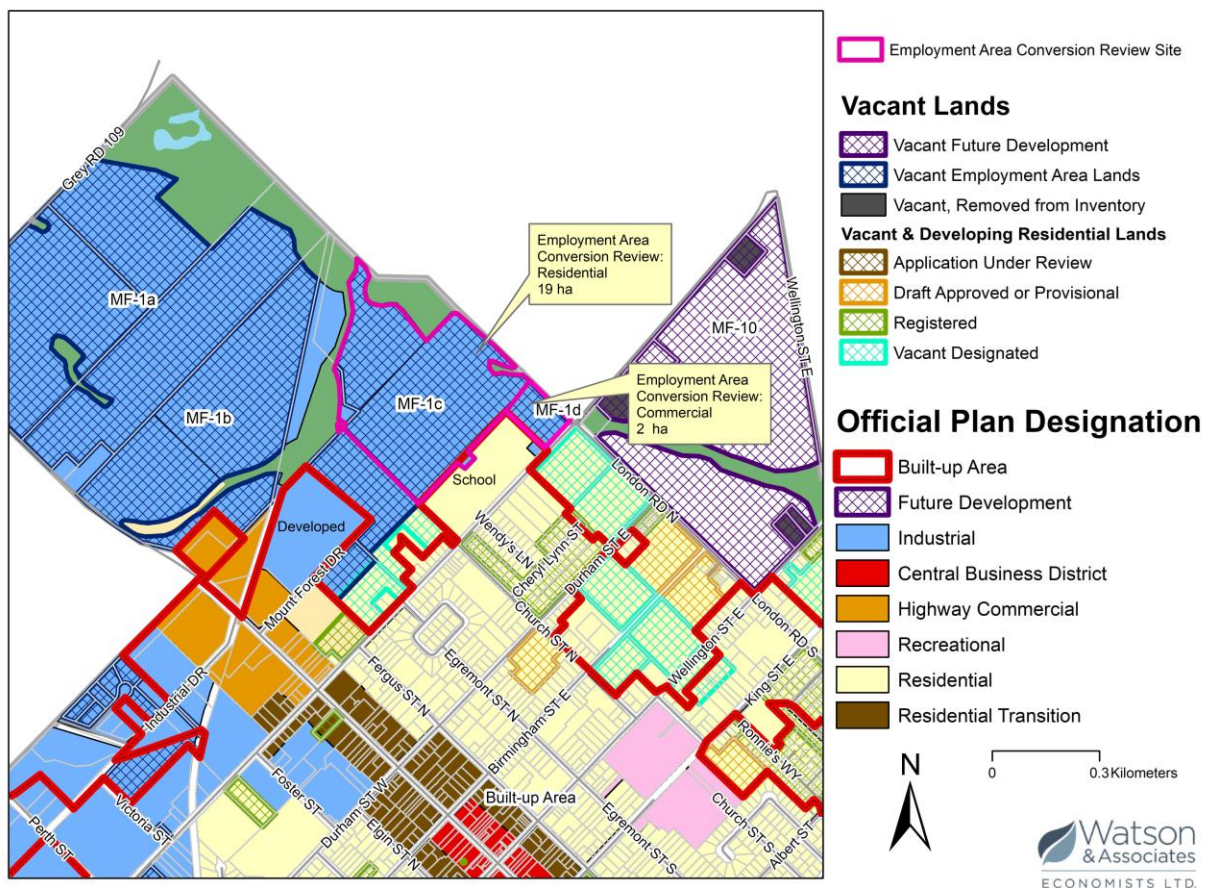 Grey RD 109
MF-1a
MF-1b
MF-1c
MF-1d
MF-10
Employment Area
Conversion Review:
Residential
19 ha
Employment Area
Conversion Review:
Commercial
2 ha
Wellington ST E
School
Developed
London RD N
Wendy's LN
Cheryl Lynn ST
Durham ST E
Mount Forest DR
Church ST N
Wellington ST E
London RD S
King ST E
Industrial DR
Fergus ST N
Egremont ST N
Birmingham ST E
Ronnie's WY
Foster ST
Durham ST W
Built-up Area
Victoria ST
Perth ST
Elgin ST N
Egremont ST S
Church ST S
Albert ST
Employment Area Conversion Review Site
Vacant Lands
Vacant Future Development
Vacant Employment Area Lands
Vacant, Removed from Inventory
Vacant & Developing Residential Lands
Application Under Review
Draft Approved or Provisional
Registered
Vacant Designated
Official Plan Designation
Built-up Area
Future Development
Industrial
Central Business District
Highway Commercial
Recreational
Residential
Residential Transition
N
0 0.3 Kilometers
Watson
& Associates
ECONOMISTS LTD.